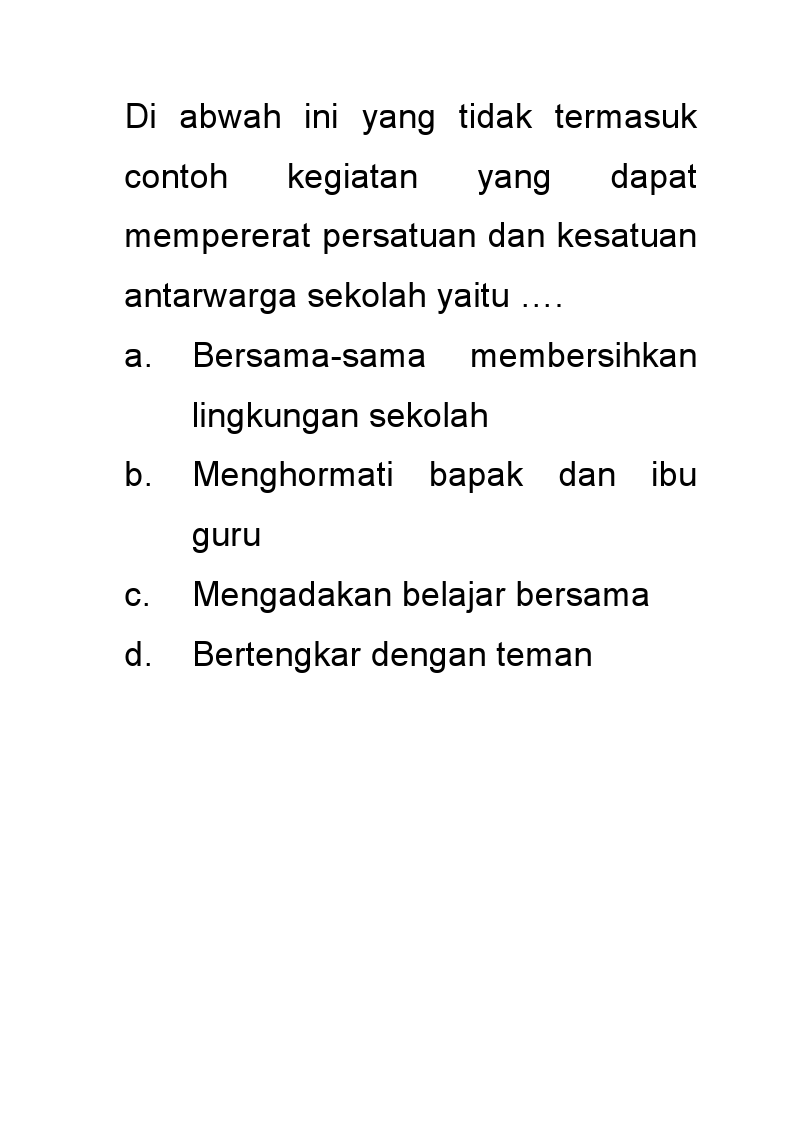 Di abwah ini yang tidak termasuk
contoh kegiatan yang dapat
mempererat persatuan dan kesatuan
antarwarga sekolah yaitu ….
a. Bersama-sama membersihkan
lingkungan sekolah
b. Menghormati bapak dan ibu
guru
c. Mengadakan belajar bersama
d. Bertengkar dengan teman